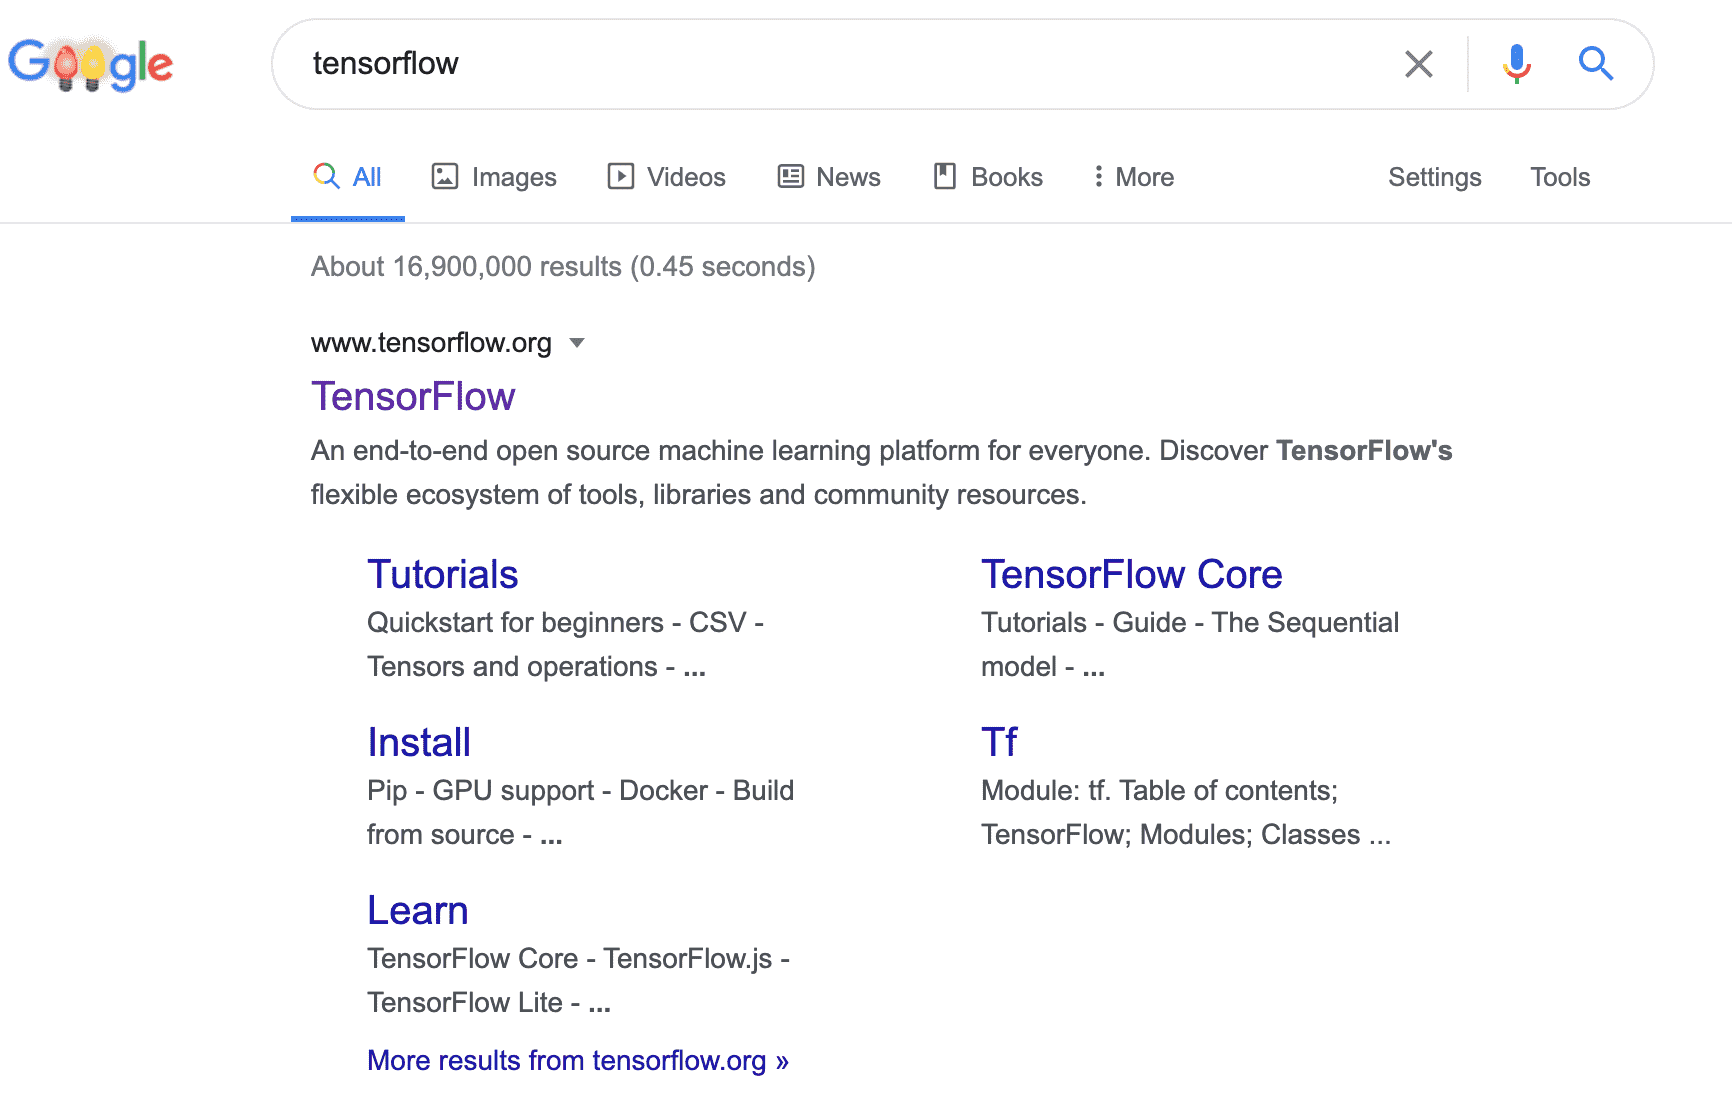 Google
tensorflow
All Images Videos News Books More Settings Tools
About 16,900,000 results (0.45 seconds)
www.tensorflow.org
TensorFlow
An end-to-end open source machine learning platform for everyone. Discover TensorFlow's
flexible ecosystem of tools, libraries and community resources.
Tutorials
Quickstart for beginners - CSV -
Tensors and operations - ...
TensorFlow Core
Tutorials - Guide - The Sequential
model - ...
Install
Pip - GPU support - Docker - Build
from source - ...
Tf
Module: tf. Table of contents;
TensorFlow; Modules; Classes ...
Learn
TensorFlow Core - TensorFlow.js -
TensorFlow Lite - ...
More results from tensorflow.org »